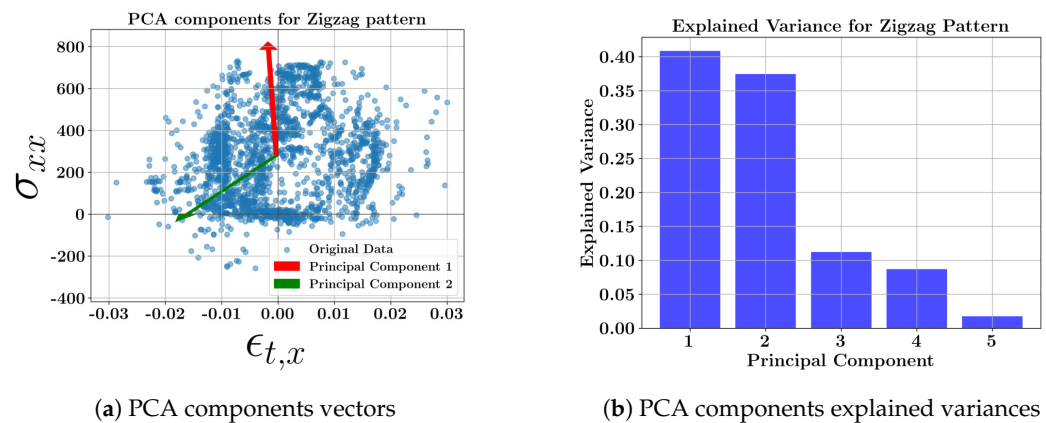 PCA components for Zigzag pattern
800
600
400
200
0
-200
-400
σxx
-0.03 -0.02 -0.01 0.00 0.01 0.02 0.03
ϵt,x
Original Data
Principal Component 1
Principal Component 2
(a) PCA components vectors
Explained Variance for Zigzag Pattern
0.40
0.35
0.30
0.25
0.20
0.15
0.10
0.05
0.00
Explained Variance
1 2 3 4 5
Principal Component
(b) PCA components explained variances